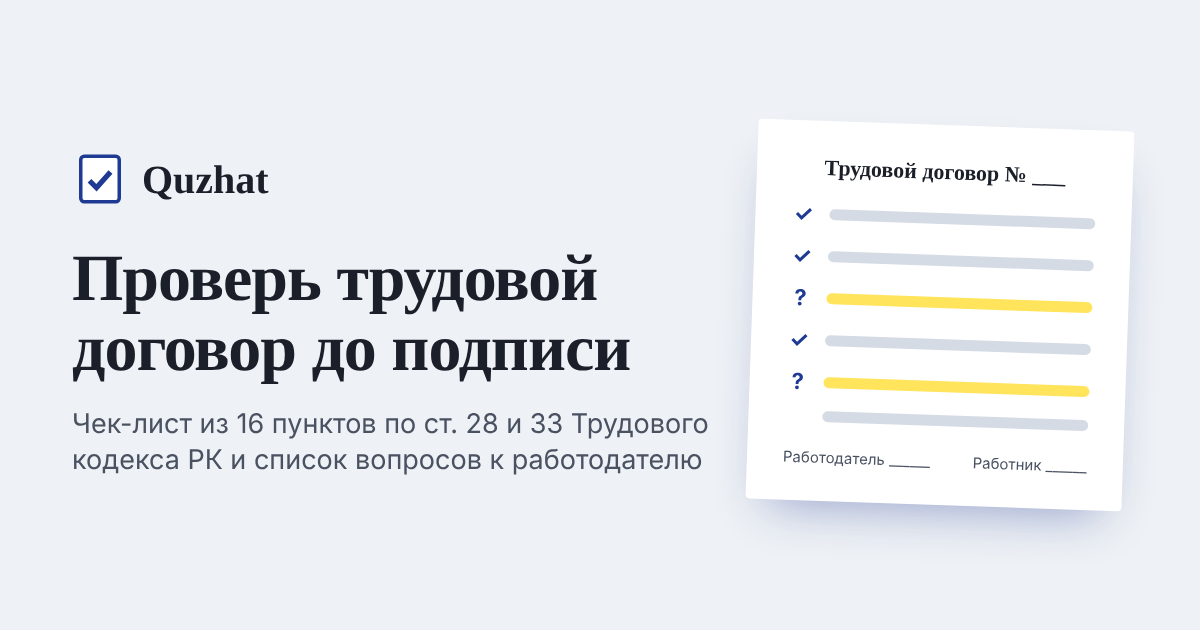 Quzhat
Проверь трудовой
договор до подписи
Чек-лист из 16 пунктов по ст. 28 и 33 Трудового
кодекса РК и список вопросов к работодателю
Трудовой договор № ___
?
?
Работодатель _____
Работник _____